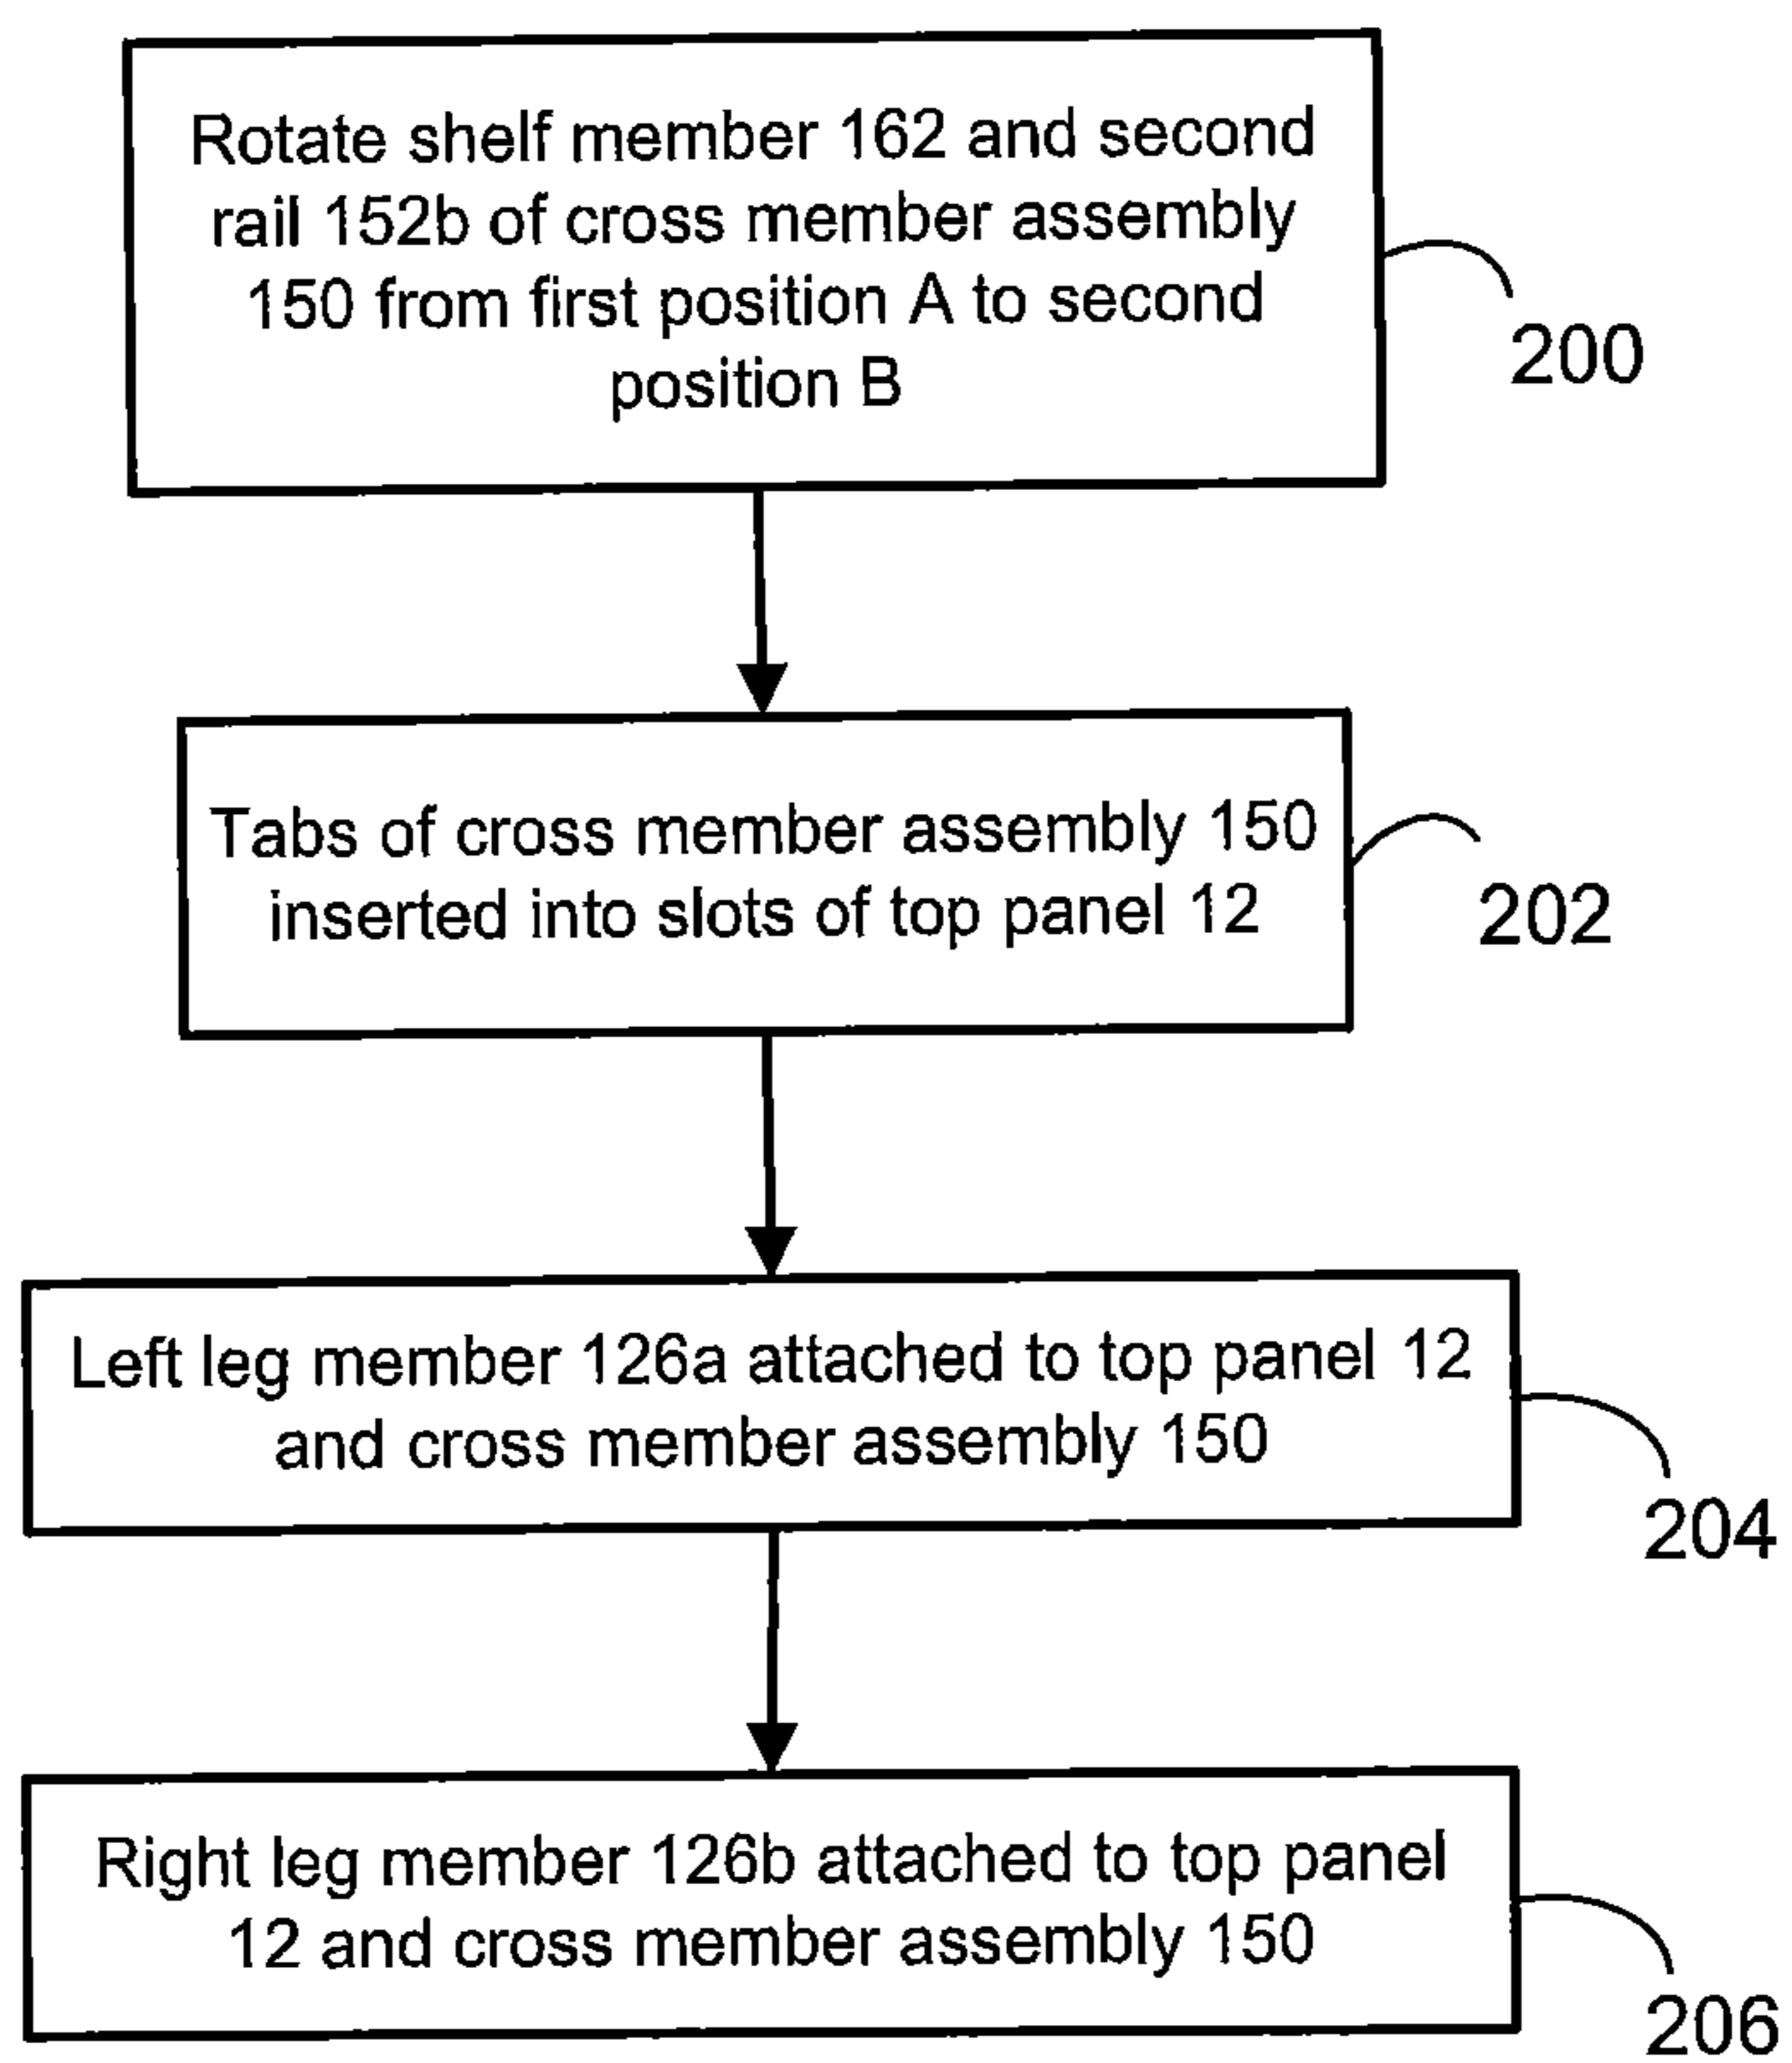 Rotate shelf member 162 and second
rail 152b of cross member assembly
150 from first position A to second
position B
200
Tabs of cross member assembly 150
inserted into slots of top panel 12
202
Left leg member 126a attached to top panel 12
and cross member assembly 150
204
Right leg member 126b attached to top panel
12 and cross member assembly 150
206